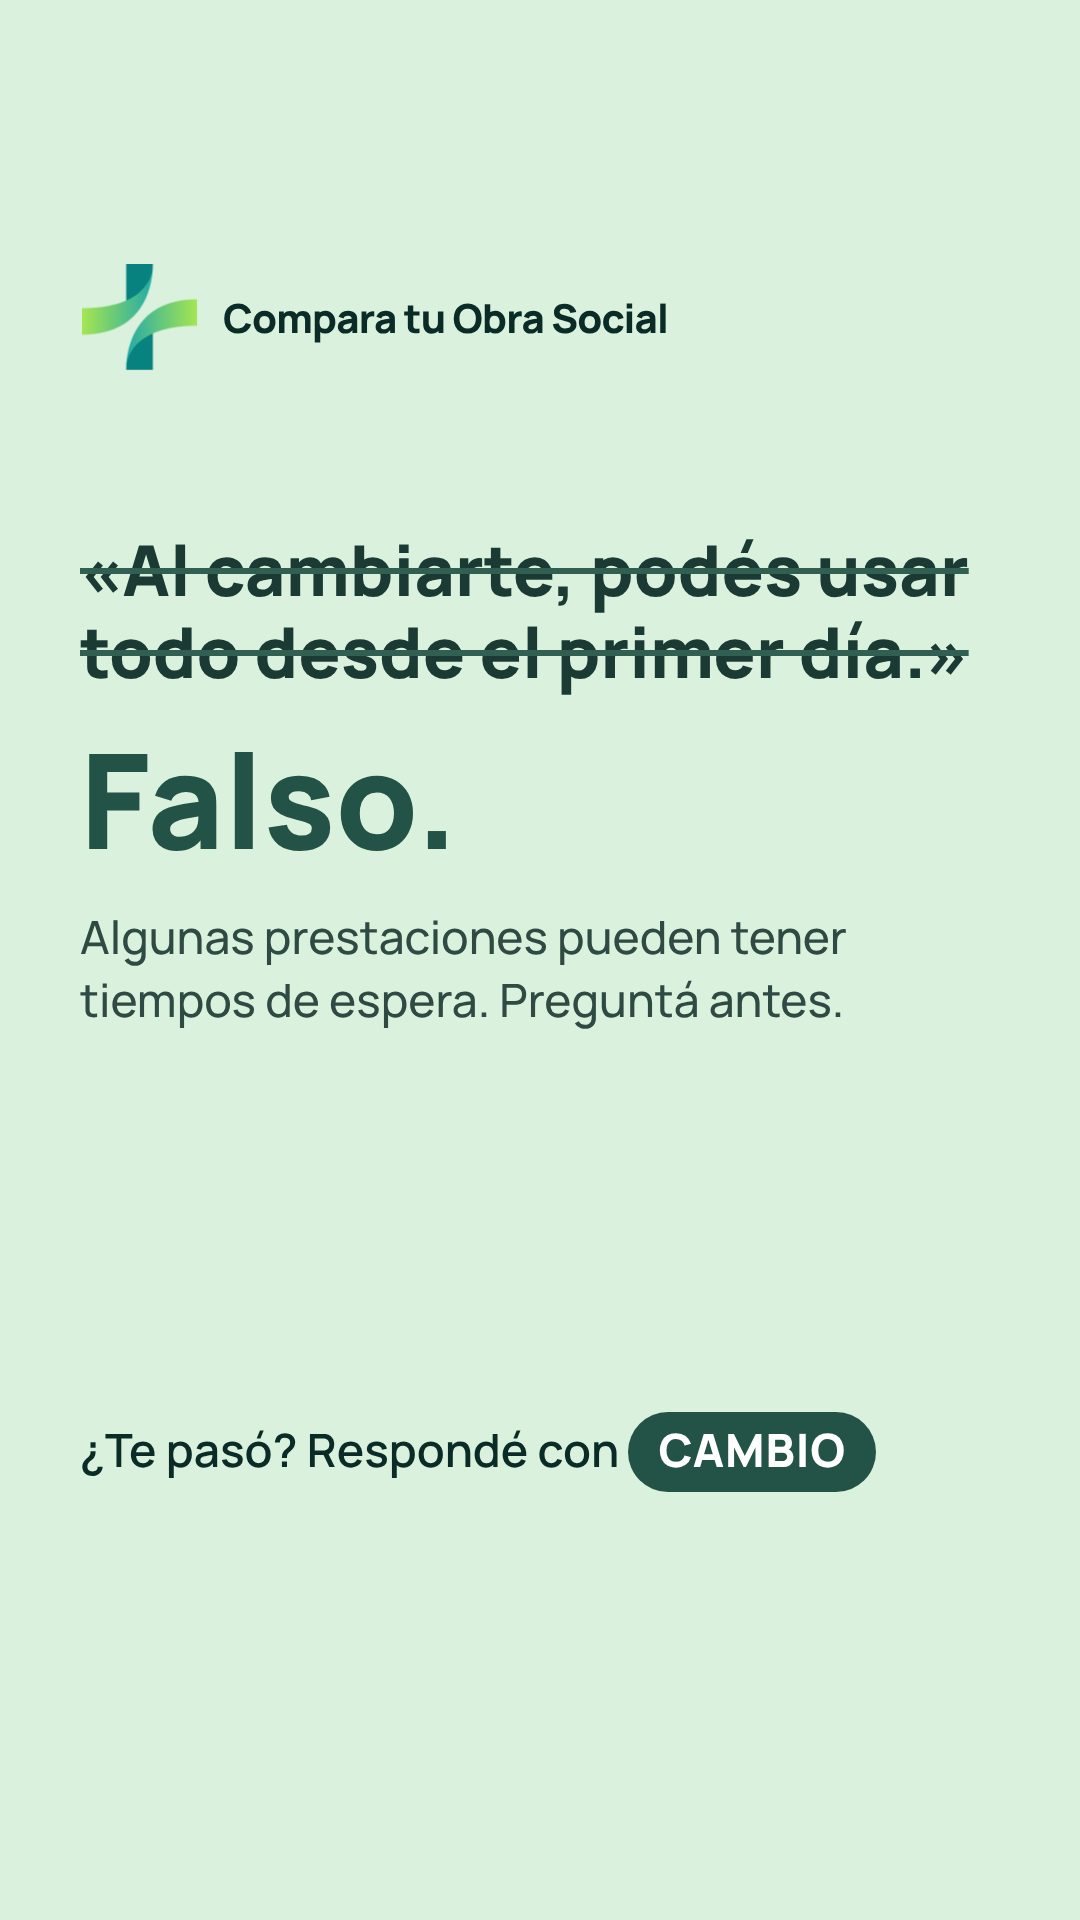 Compara tu Obra Social
«Al cambiarte, podés usar
todo desde el primer día.»
Falso.
Algunas prestaciones pueden tener
tiempos de espera. Preguntá antes.
¿Te pasó? Respondé con CAMBIO